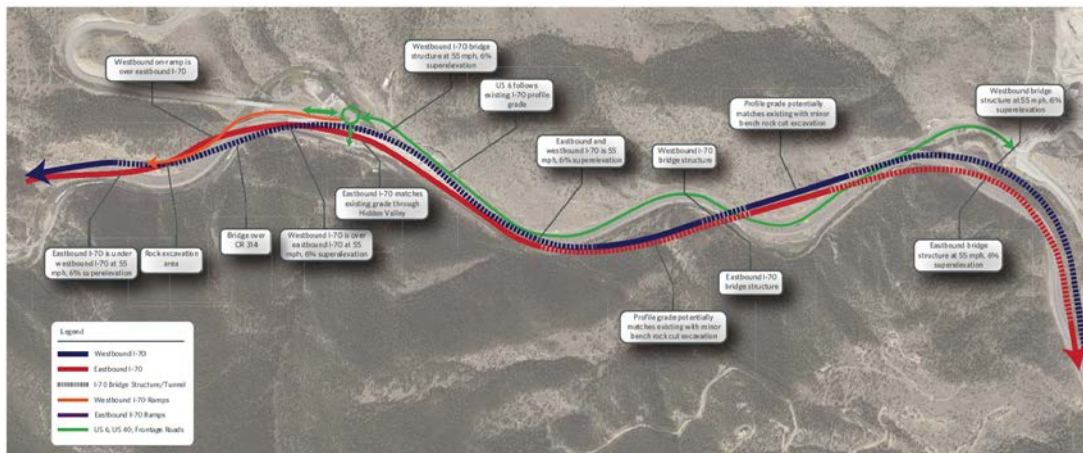 Westbound on-ramp is
over eastbound I-70
Westbound I-70 bridge
structure at 55 mph, 6%
superelevation
US 6 follows
existing I-70 profile
grade
Eastbound and
westbound I-70 is 55
mph, 6% superelevation
Westbound I-70
bridge structure
Profile grade potentially
matches existing with minor
bench rock cut excavation
Westbound bridge
structure at 55 mph, 6%
superelevation
Eastbound I-70 is under
westbound I-70 at 55
mph, 6% superelevation
Rock excavation
area
Bridge over
CR 314
Westbound I-70 is over
eastbound I-70 at 55
mph, 6% superelevation
Eastbound I-70 matches
existing grade through
Hidden Valley
Profile grade potentially
matches existing with minor
bench rock cut excavation
Eastbound I-70
bridge structure
Eastbound bridge
structure at 55 mph, 6%
superelevation
Legend
Westbound I-70
Eastbound I-70
I-70 Bridge Structure/Tunnel
Westbound I-70 Ramps
Eastbound I-70 Ramps
US 6, US 40, Frontage Roads